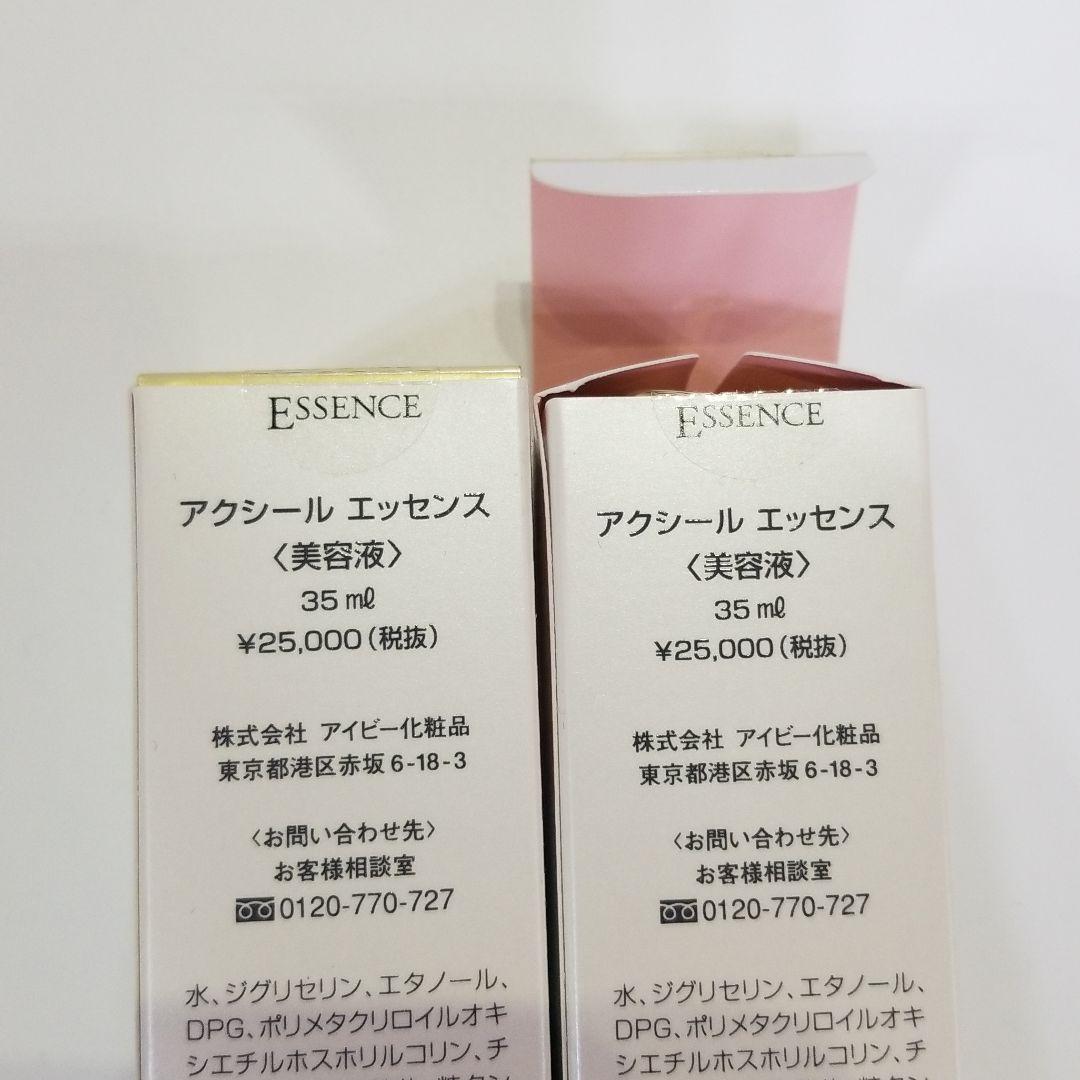 ESSENCE
アクシール エッセンス
〈美容液〉
35㎖
¥25,000(税抜)
株式会社 アイビー化粧品
東京都港区赤坂6-18-3
〈お問い合わせ先〉
お客様相談室
0120-770-727
水、ジグリセリン、エタノール、
DPG、ポリメタクリロイルオキ
シエチルホスホリルコリン、チ
ESSENCE
アクシール エッセンス
〈美容液〉
35㎖
¥25,000(税抜)
株式会社 アイビー化粧品
東京都港区赤坂6-18-3
〈お問い合わせ先〉
お客様相談室
0120-770-727
水、ジグリセリン、エタノール、
DPG、ポリメタクリロイルオキ
シエチルホスホリルコリン、チ